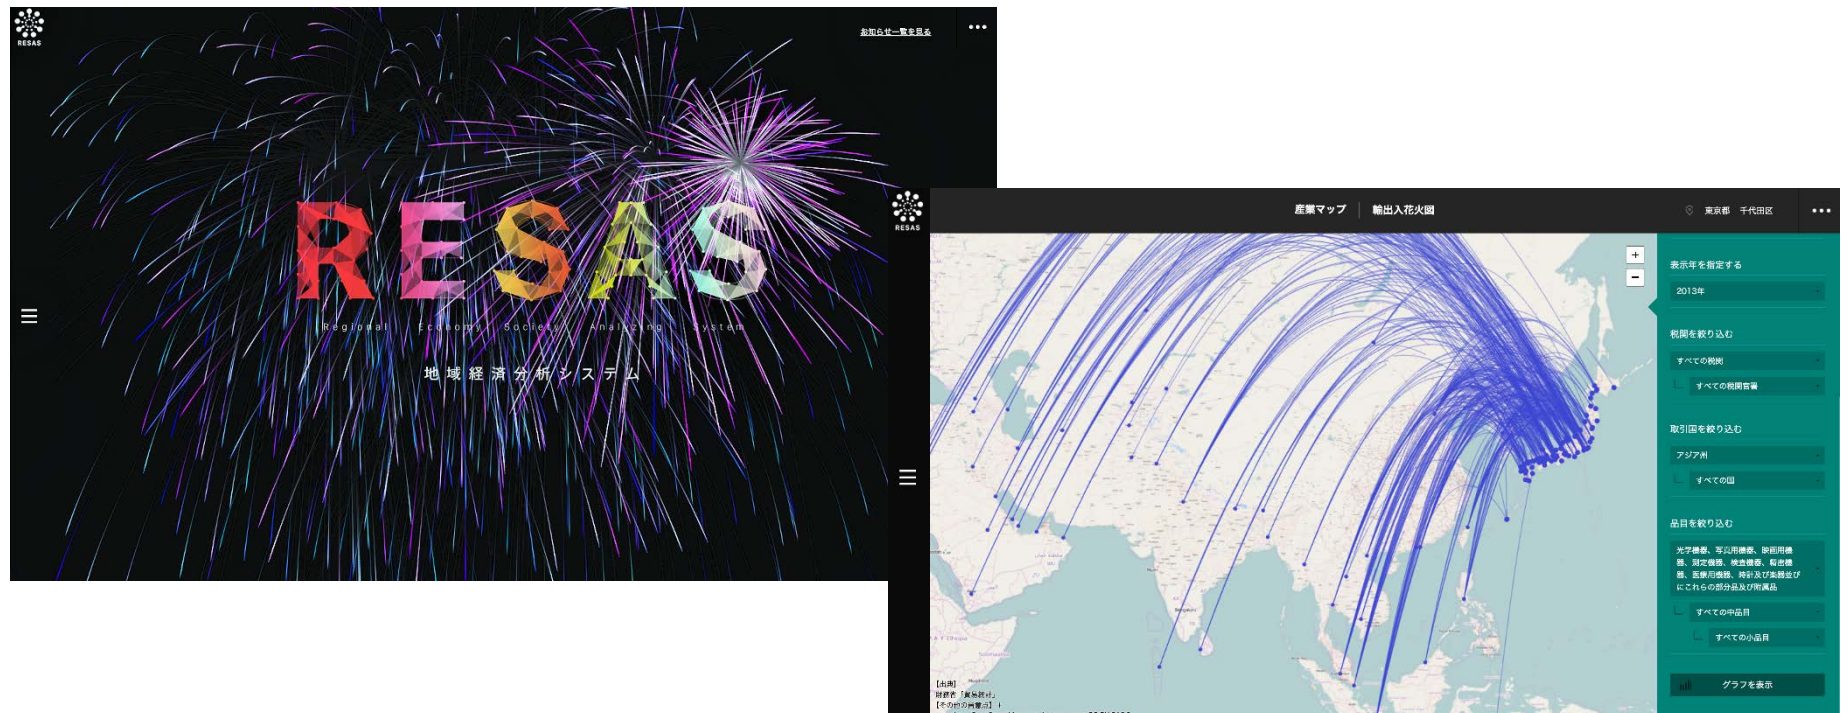 RESAS
お知らせ一覧を見る
RESAS
Regional Economy Society Analyzing System
地域経済分析システム
RESAS
産業マップ 輸出入花火図
東京都 千代田区
+
-
表示年を指定する
2013年
税関を絞り込む
すべての税関
すべての税関官署
取引国を絞り込む
アジア州
すべての国
品目を絞り込む
光学機器、写真用機器、映画用機
器、測定機器、検査機器、精密機
器、医療用機器、時計及び楽器並び
にこれらの部分品及び附属品
すべての中品目
すべての小品目
グラフを表示
【出典】
財務省「貿易統計」
【その他の留意点】